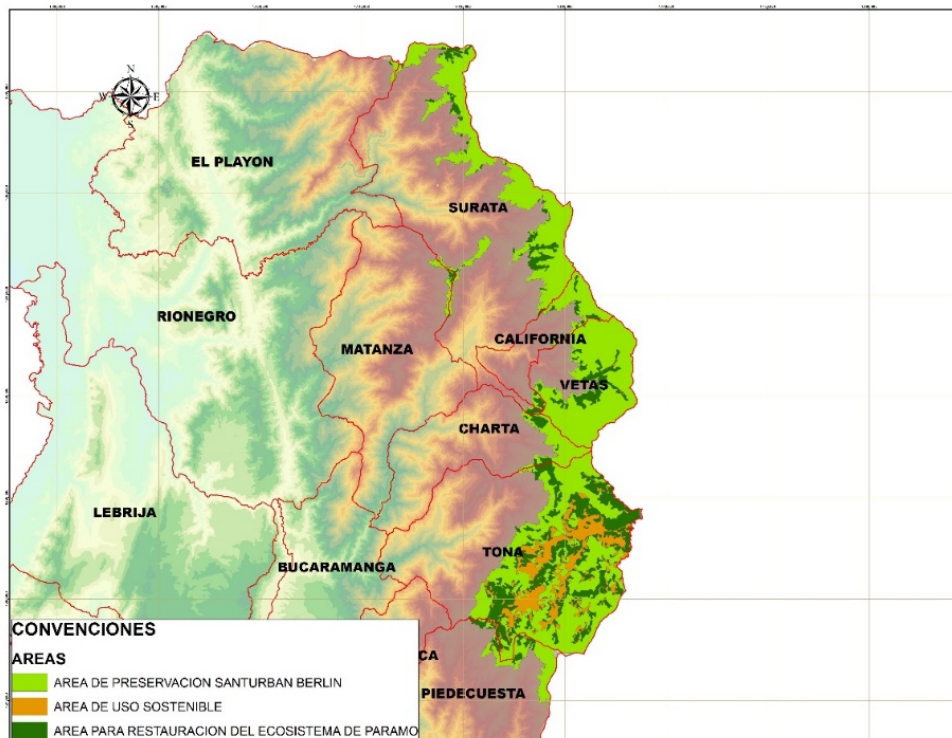 N
W E
S
EL PLAYON
SURATA
RIONEGRO
CALIFORNIA
MATANZA
VETAS
CHARTA
LEBRIJA
TONA
BUCARAMANGA
CONVENCIONES
AREAS
CA
AREA DE PRESERVACION SANTURBAN BERLIN
PIEDECUESTA
AREA DE USO SOSTENIBLE
AREA PARA RESTAURACION DEL ECOSISTEMA DE PARAMO